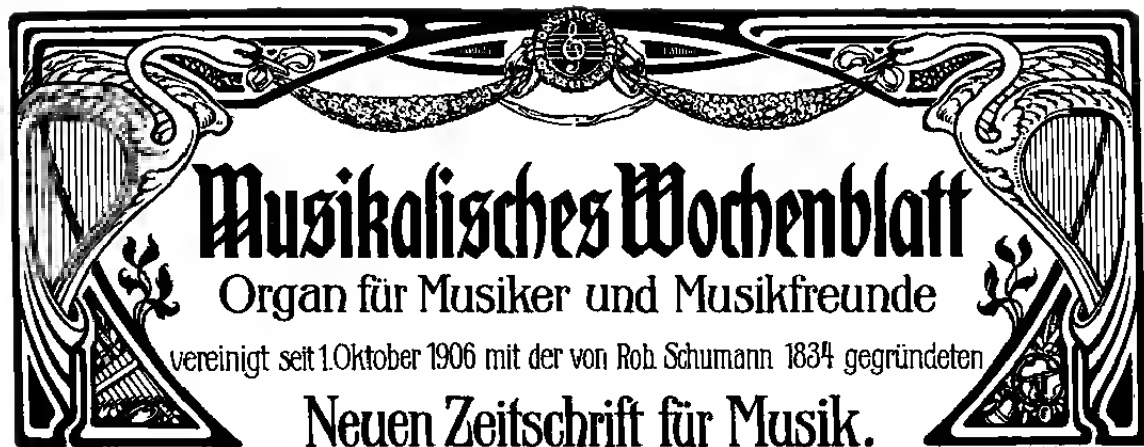 Musikalisches Wochenblatt
Organ für Musiker und Musikfreunde
vereinigt seit 1. Oktober 1906 mit der von Rob. Schumann 1834 gegründeten
Neuen Zeitschrift für Musik.